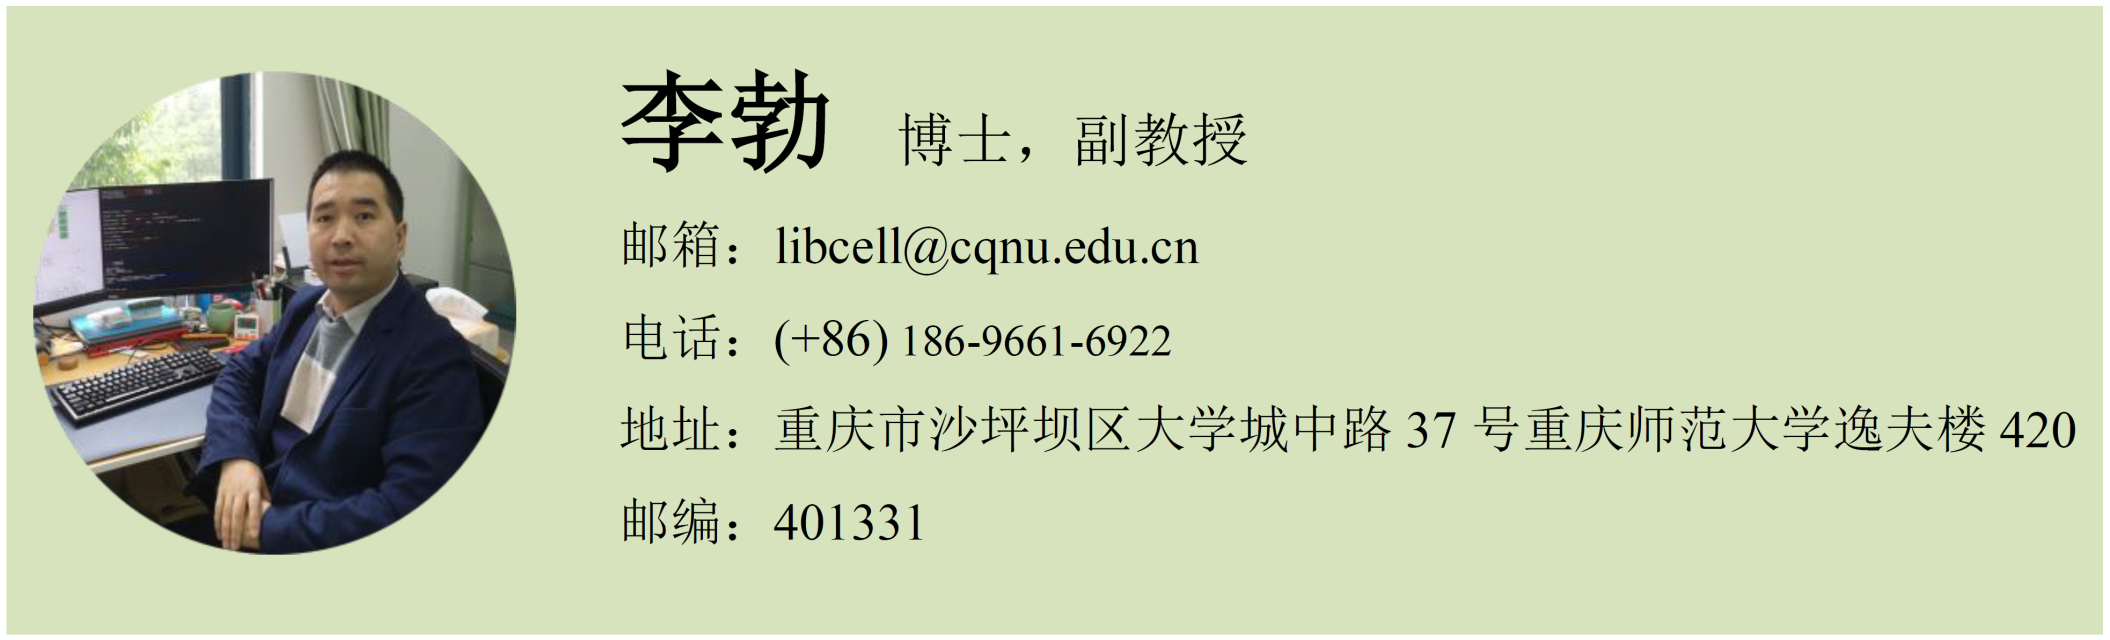 李勃 博士，副教授
邮箱：libcell@cqnu.edu.cn
电话：(+86) 186-9661-6922
地址：重庆市沙坪坝区大学城中路 37 号重庆师范大学逸夫楼 420
邮编：401331